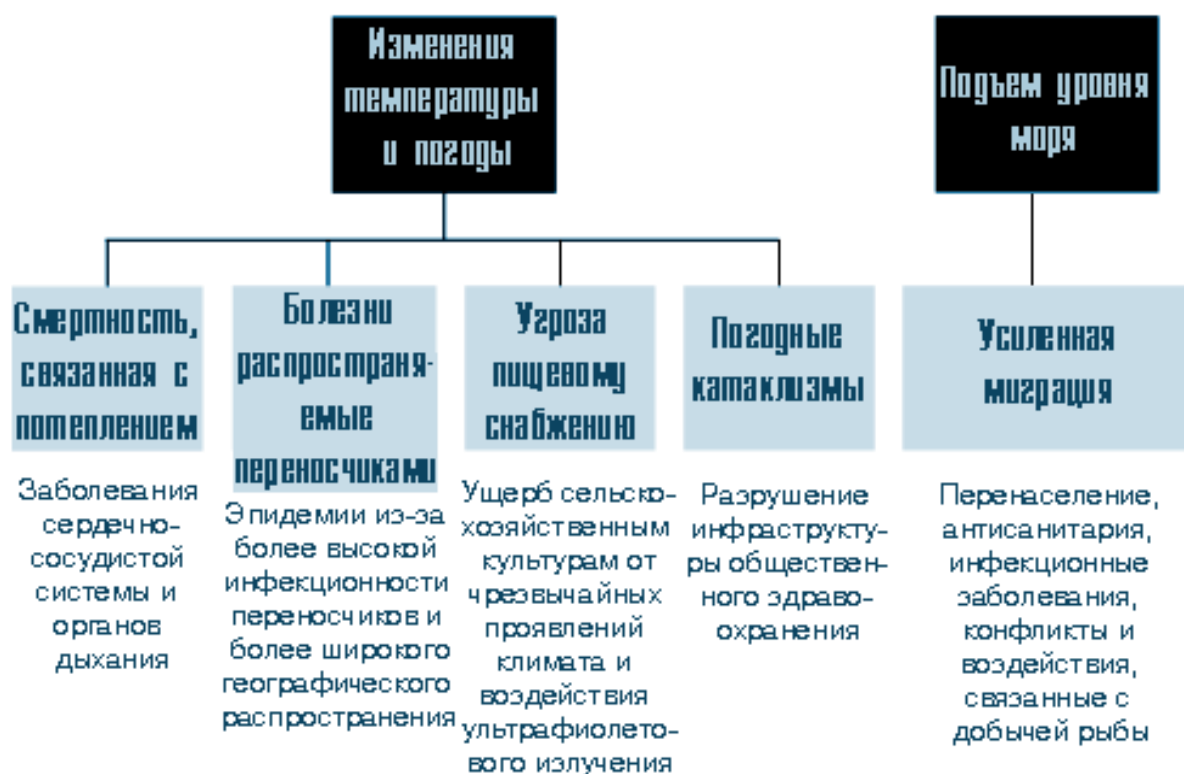 Изменения
температуры
и погоды
Подъем уровня
моря
Смертность,
связанная с
потеплением
Болезни
распространя-
емые
переносчиками
Угроза
пищевому
снабжению
Погодные
катаклизмы
Усиленная
миграция
Заболевания
сердечно-
сосудистой
системы и
органов
дыхания
Эпидемии из-за
более высокой
инфекционности
переносчиков и
более широкого
географического
распространения
Ущерб сельско-
хозяйственным
культурам от
чрезвычайных
проявлений
климата и
воздействия
ультрафиолето-
вого излучения
Разрушение
инфраструкту-
ры обществен-
ного здраво-
охранения
Перенаселение,
антисанитария,
инфекционные
заболевания,
конфликты и
воздействия,
связанные с
добычей рыбы